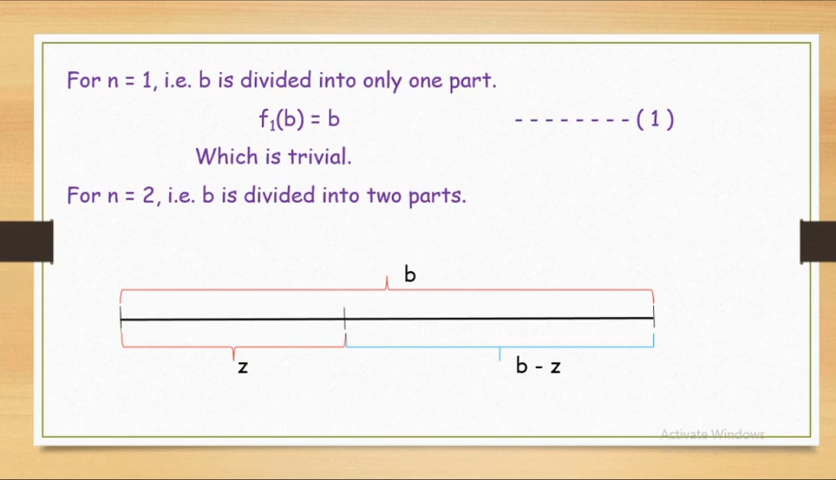 For n = 1, i.e. b is divided into only one part.
f₁(b) = b - - - - - - - - ( 1 )
Which is trivial.
For n = 2, i.e. b is divided into two parts.
b
z b - z
Activate Windows